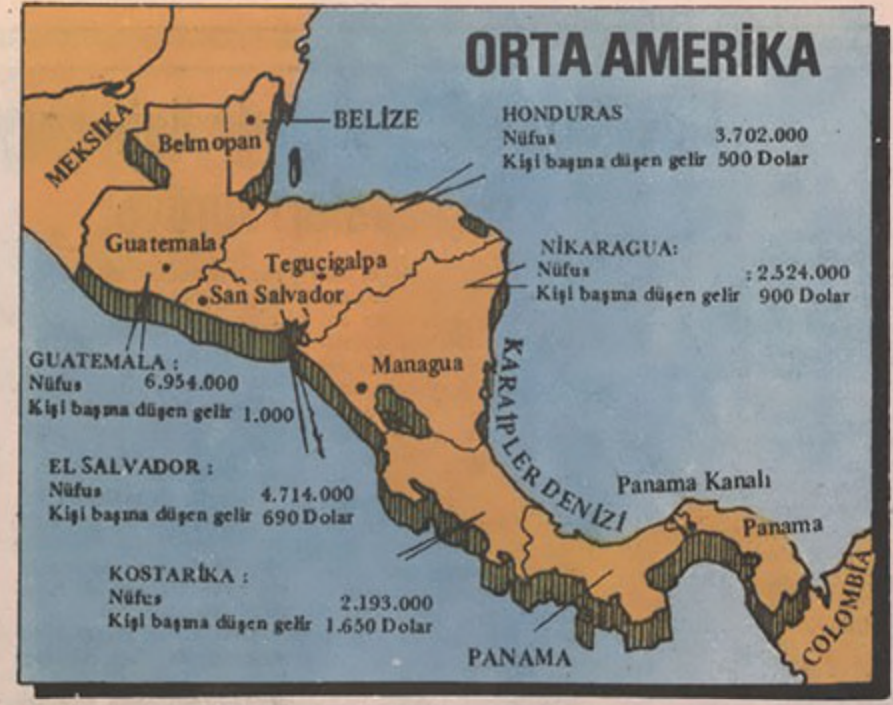 ORTA AMERİKA
MEKSİKA
Belmopan
BELİZE
HONDURAS
Nüfus 3.702.000
Kişi başına düşen gelir 500 Dolar
Guatemala
Teguçigalpa
San Salvador
NİKARAGUA:
Nüfus : 2.524.000
Kişi başına düşen gelir 900 Dolar
GUATEMALA :
Nüfus 6.954.000
Kişi başına düşen gelir 1.000
Managua
KARAİPLER DENİZİ
EL SALVADOR :
Nüfus 4.714.000
Kişi başına düşen gelir 690 Dolar
Panama Kanalı
Panama
KOSTARİKA :
Nüfus 2.193.000
Kişi başına düşen gelir 1.650 Dolar
PANAMA
COLOMBİA